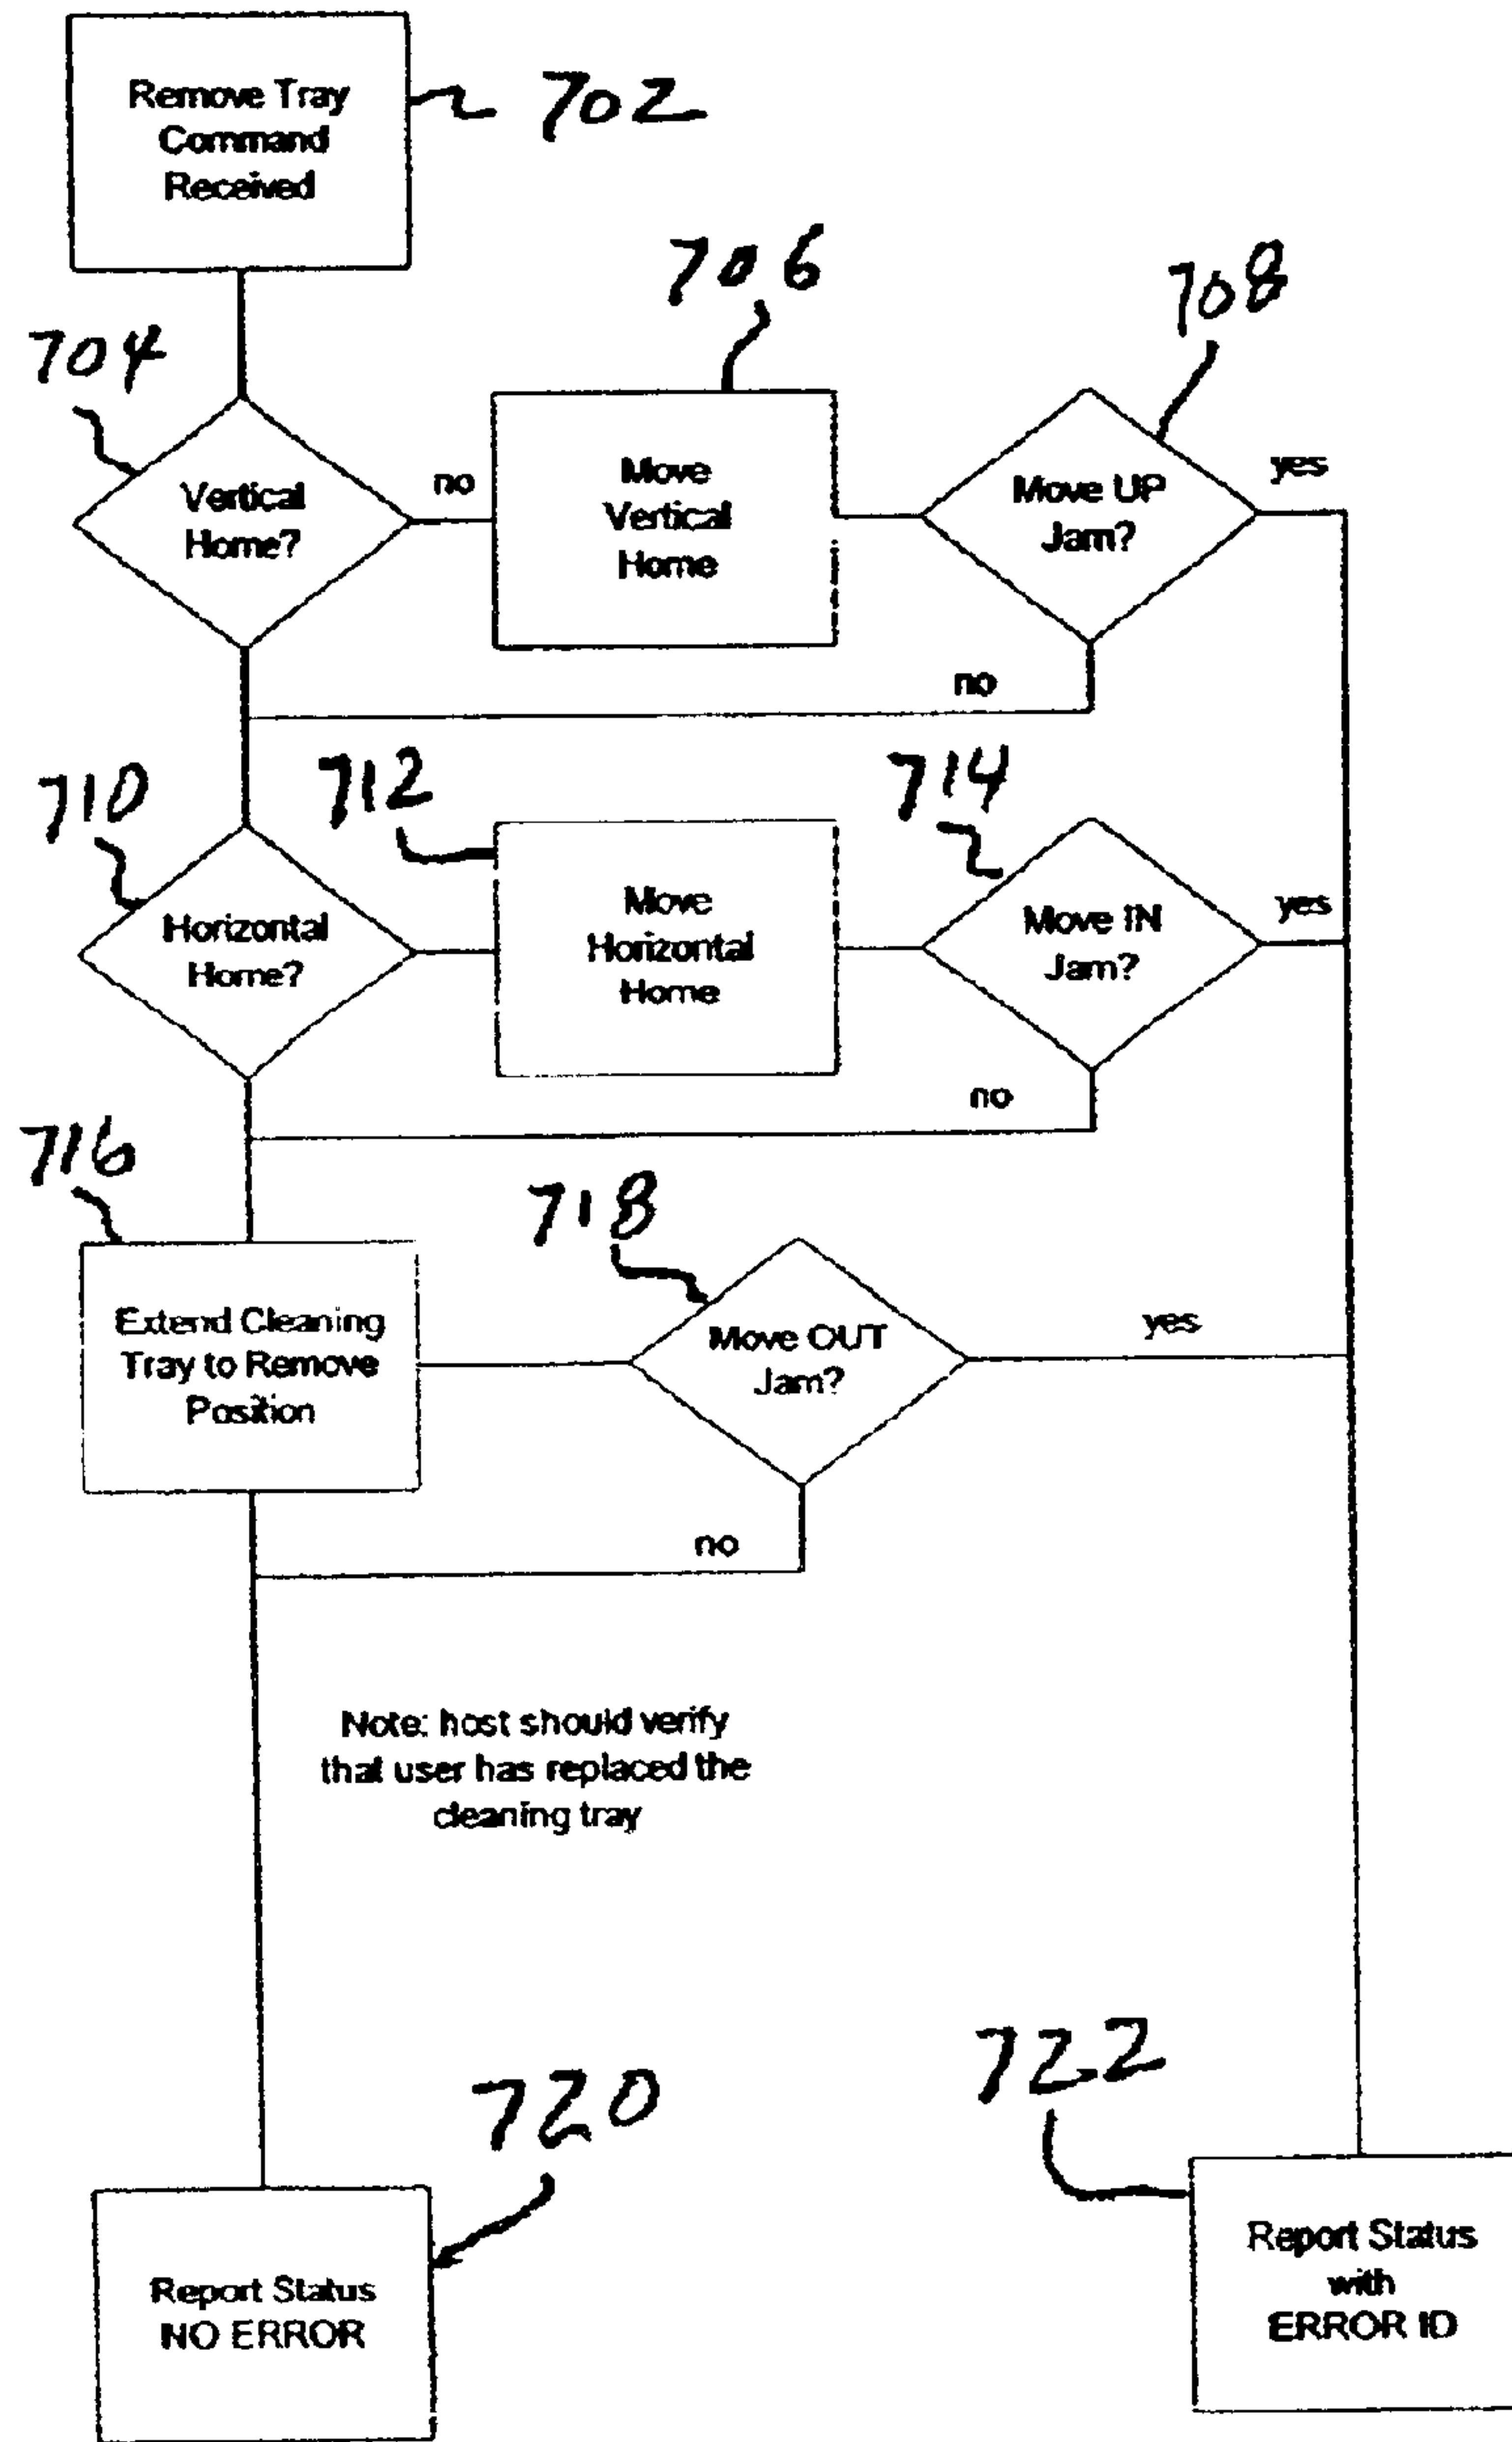 Remove Tray
Command
Received
702
704
706
708
Vertical
Home?
no
Move
Vertical
Home
Move UP
Jam?
yes
no
710
712
714
Horizontal
Home?
Move
Horizontal
Home
Move IN
Jam?
yes
no
716
718
Extend Cleaning
Tray to Remove
Position
Move OUT
Jam?
yes
no
Note: host should verify
that user has replaced the
cleaning tray
720
722
Report Status
NO ERROR
Report Status
with
ERROR ID